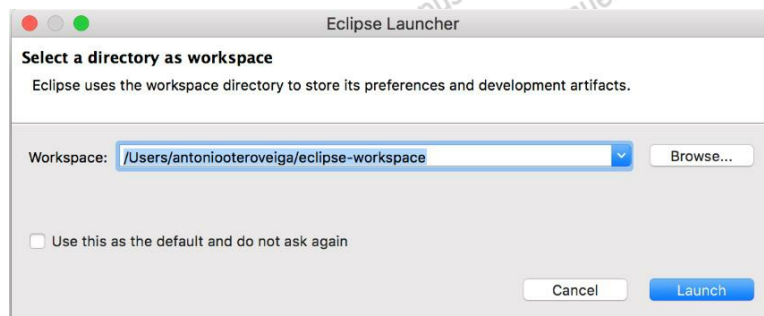 Eclipse Launcher
Select a directory as workspace
Eclipse uses the workspace directory to store its preferences and development artifacts.
Workspace: /Users/antoniooteroveiga/eclipse-workspace Browse...
Use this as the default and do not ask again
Cancel Launch